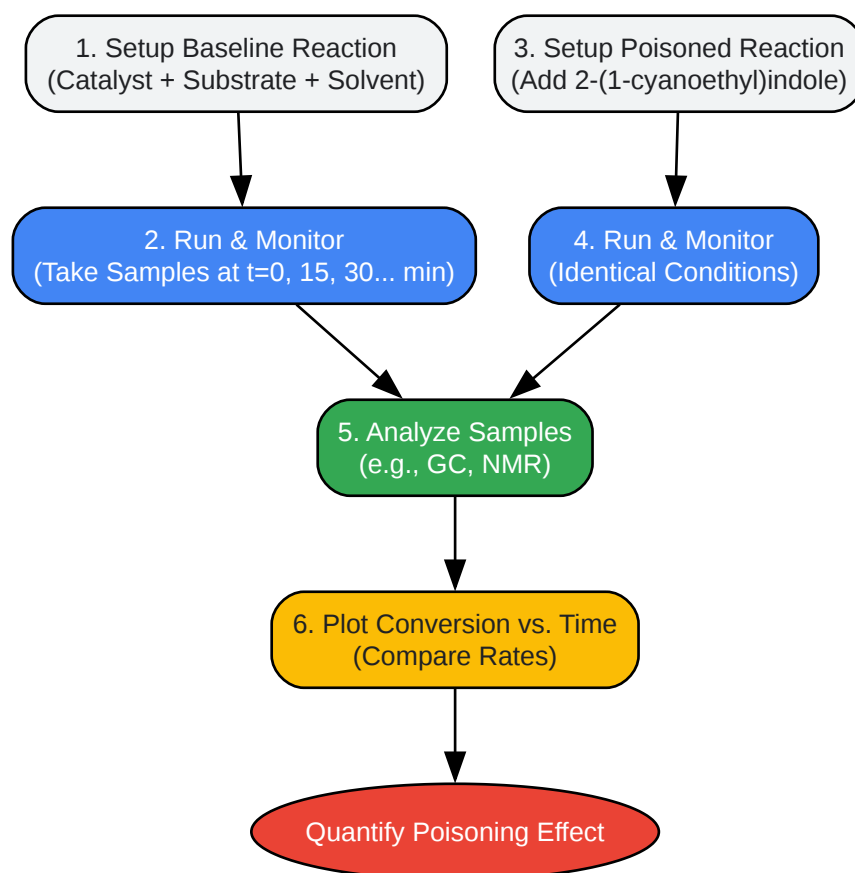 1. Setup Baseline Reaction
(Catalyst + Substrate + Solvent)
3. Setup Poisoned Reaction
(Add 2-(1-cyanoethyl)indole)
2. Run & Monitor
(Take Samples at t=0, 15, 30... min)
4. Run & Monitor
(Identical Conditions)
5. Analyze Samples
(e.g., GC, NMR)
6. Plot Conversion vs. Time
(Compare Rates)
Quantify Poisoning Effect